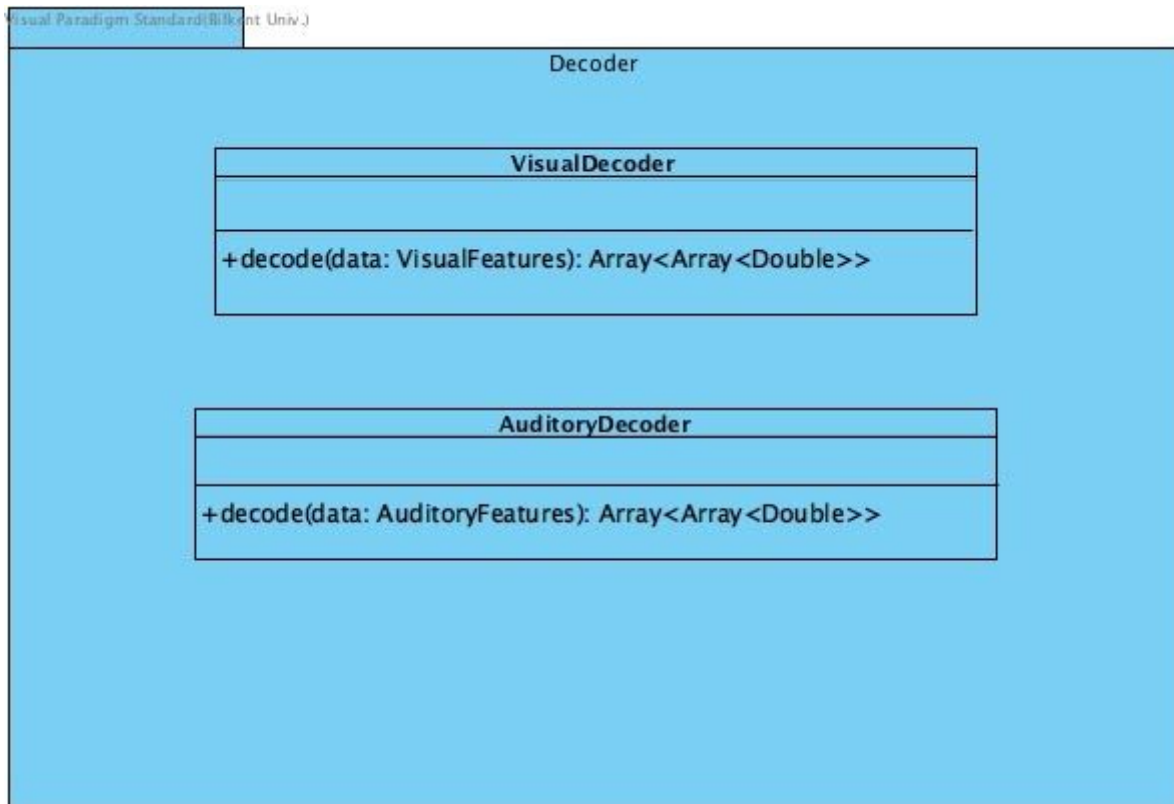 Visual Paradigm Standard(Bilkent Univ.)
Decoder
VisualDecoder
+decode(data: VisualFeatures): Array<Array<Double>>
AuditoryDecoder
+decode(data: AuditoryFeatures): Array<Array<Double>>